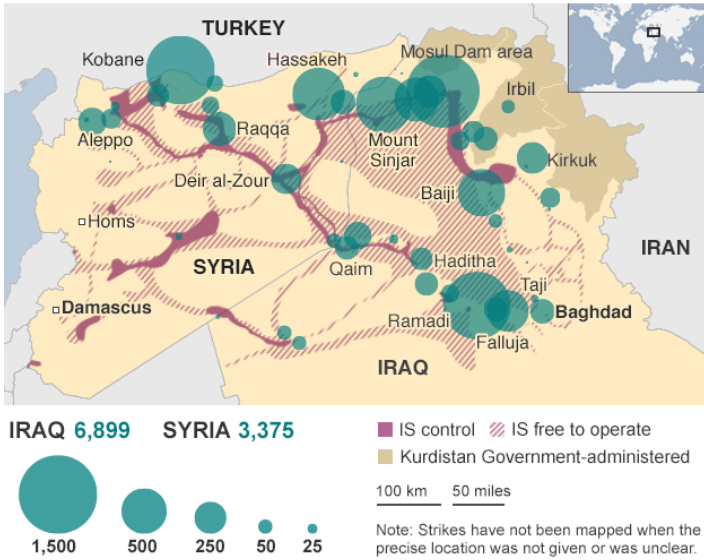 TURKEY
Kobane
Hassakeh
Mosul Dam area
Irbil
Aleppo
Raqqa
Mount
Sinjar
Kirkuk
Deir al-Zour
Baiji
Homs
IRAN
SYRIA
Qaim
Haditha
Taji
Damascus
Baghdad
Ramadi
Falluja
IRAQ
IRAQ 6,899 SYRIA 3,375
1,500 500 250 50 25
IS control IS free to operate
Kurdistan Government-administered
100 km 50 miles
Note: Strikes have not been mapped when the
precise location was not given or was unclear.